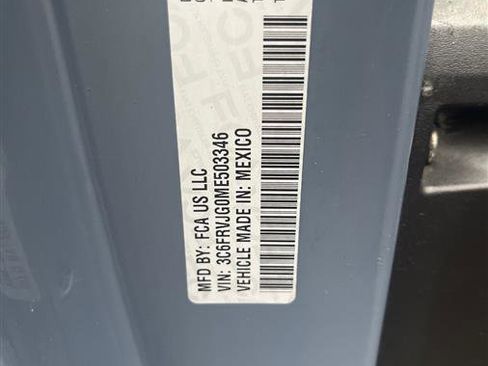 MFD BY: FCA US LLC
VIN: 3C6FRVJG0ME503346
VEHICLE MADE IN: MEXICO